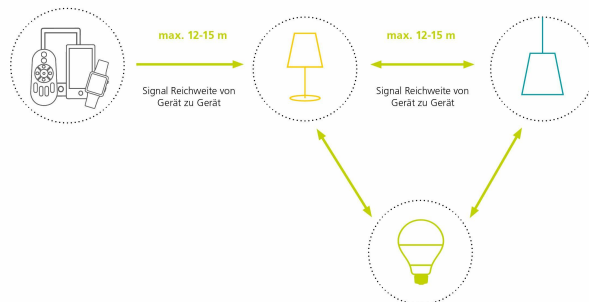 max. 12-15 m
Signal Reichweite von
Gerät zu Gerät
max. 12-15 m
Signal Reichweite von
Gerät zu Gerät